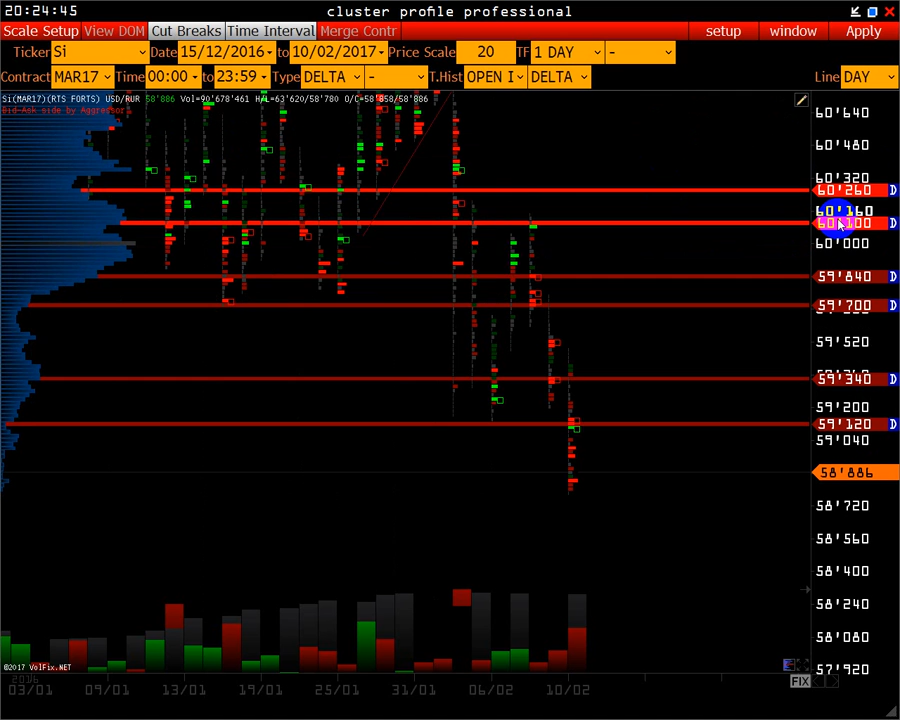 20:24:45 cluster profile professional
Scale Setup View DOM Cut Breaks Time Interval Merge Contr setup window Apply
Ticker Si Date 15/12/2016 to 10/02/2017 Price Scale 20 TF 1 DAY -
Contract MAR17 Time 00:00 to 23:59 Type DELTA - T.Hist OPEN I DELTA Line DAY
Si(MAR17)(RTS FORTS) USD/RUR 58'886 Vol=90'678'461 H/L=63'620/58'780 O/C=58'858/58'886
Bid-Ask side by Aggressor
60'640
60'480
60'320
60'260 D
60'160
60'100 D
60'000
59'840 D
59'700 D
59'520
59'340 D
59'200
59'120 D
59'040
58'886
58'720
58'560
58'400
58'240
58'080
57'920
©2017 VolFix.NET
FIX
2016
03/01 09/01 13/01 19/01 25/01 31/01 06/02 10/02